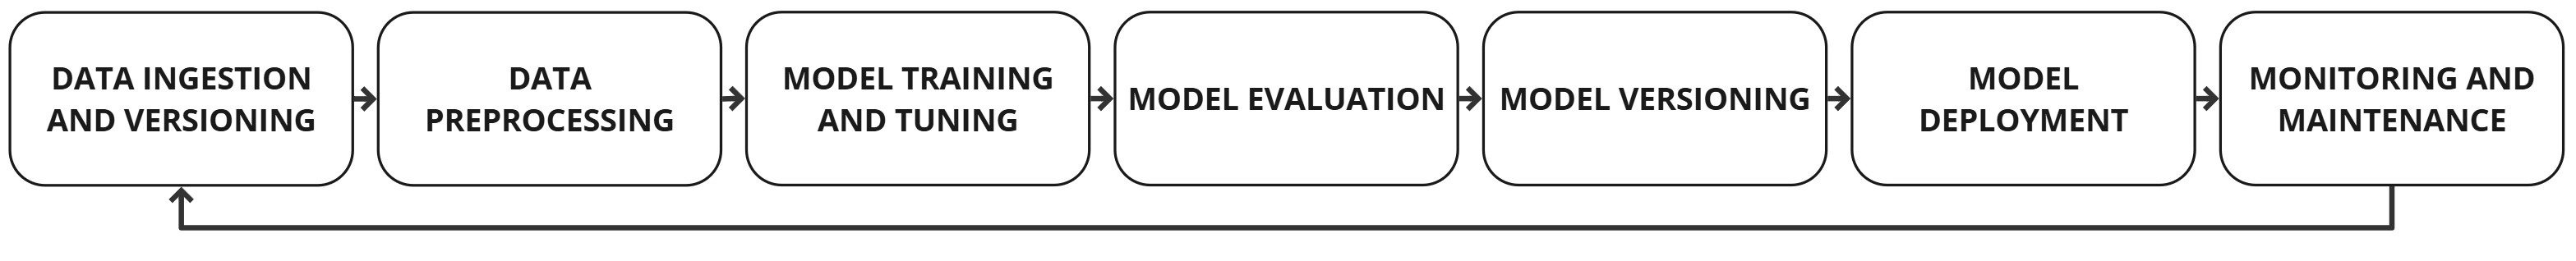 DATA INGESTION
AND VERSIONING
DATA
PREPROCESSING
MODEL TRAINING
AND TUNING
MODEL EVALUATION
MODEL VERSIONING
MODEL
DEPLOYMENT
MONITORING AND
MAINTENANCE